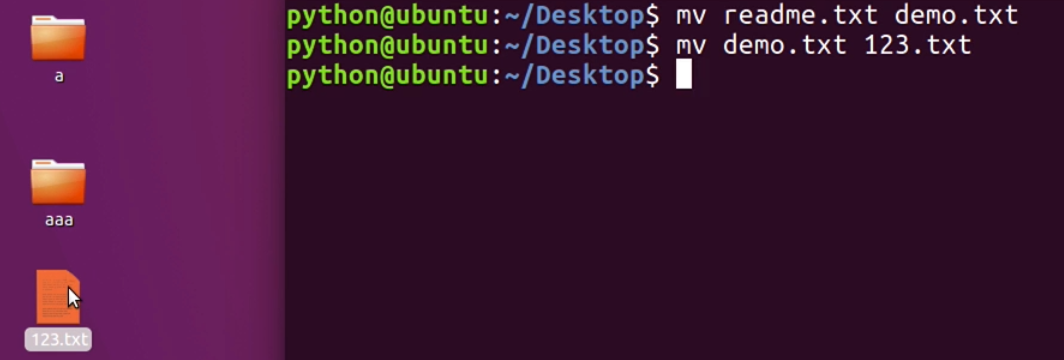 a
aaa
123.txt
python@ubuntu:~/Desktop$ mv readme.txt demo.txt
python@ubuntu:~/Desktop$ mv demo.txt 123.txt
python@ubuntu:~/Desktop$